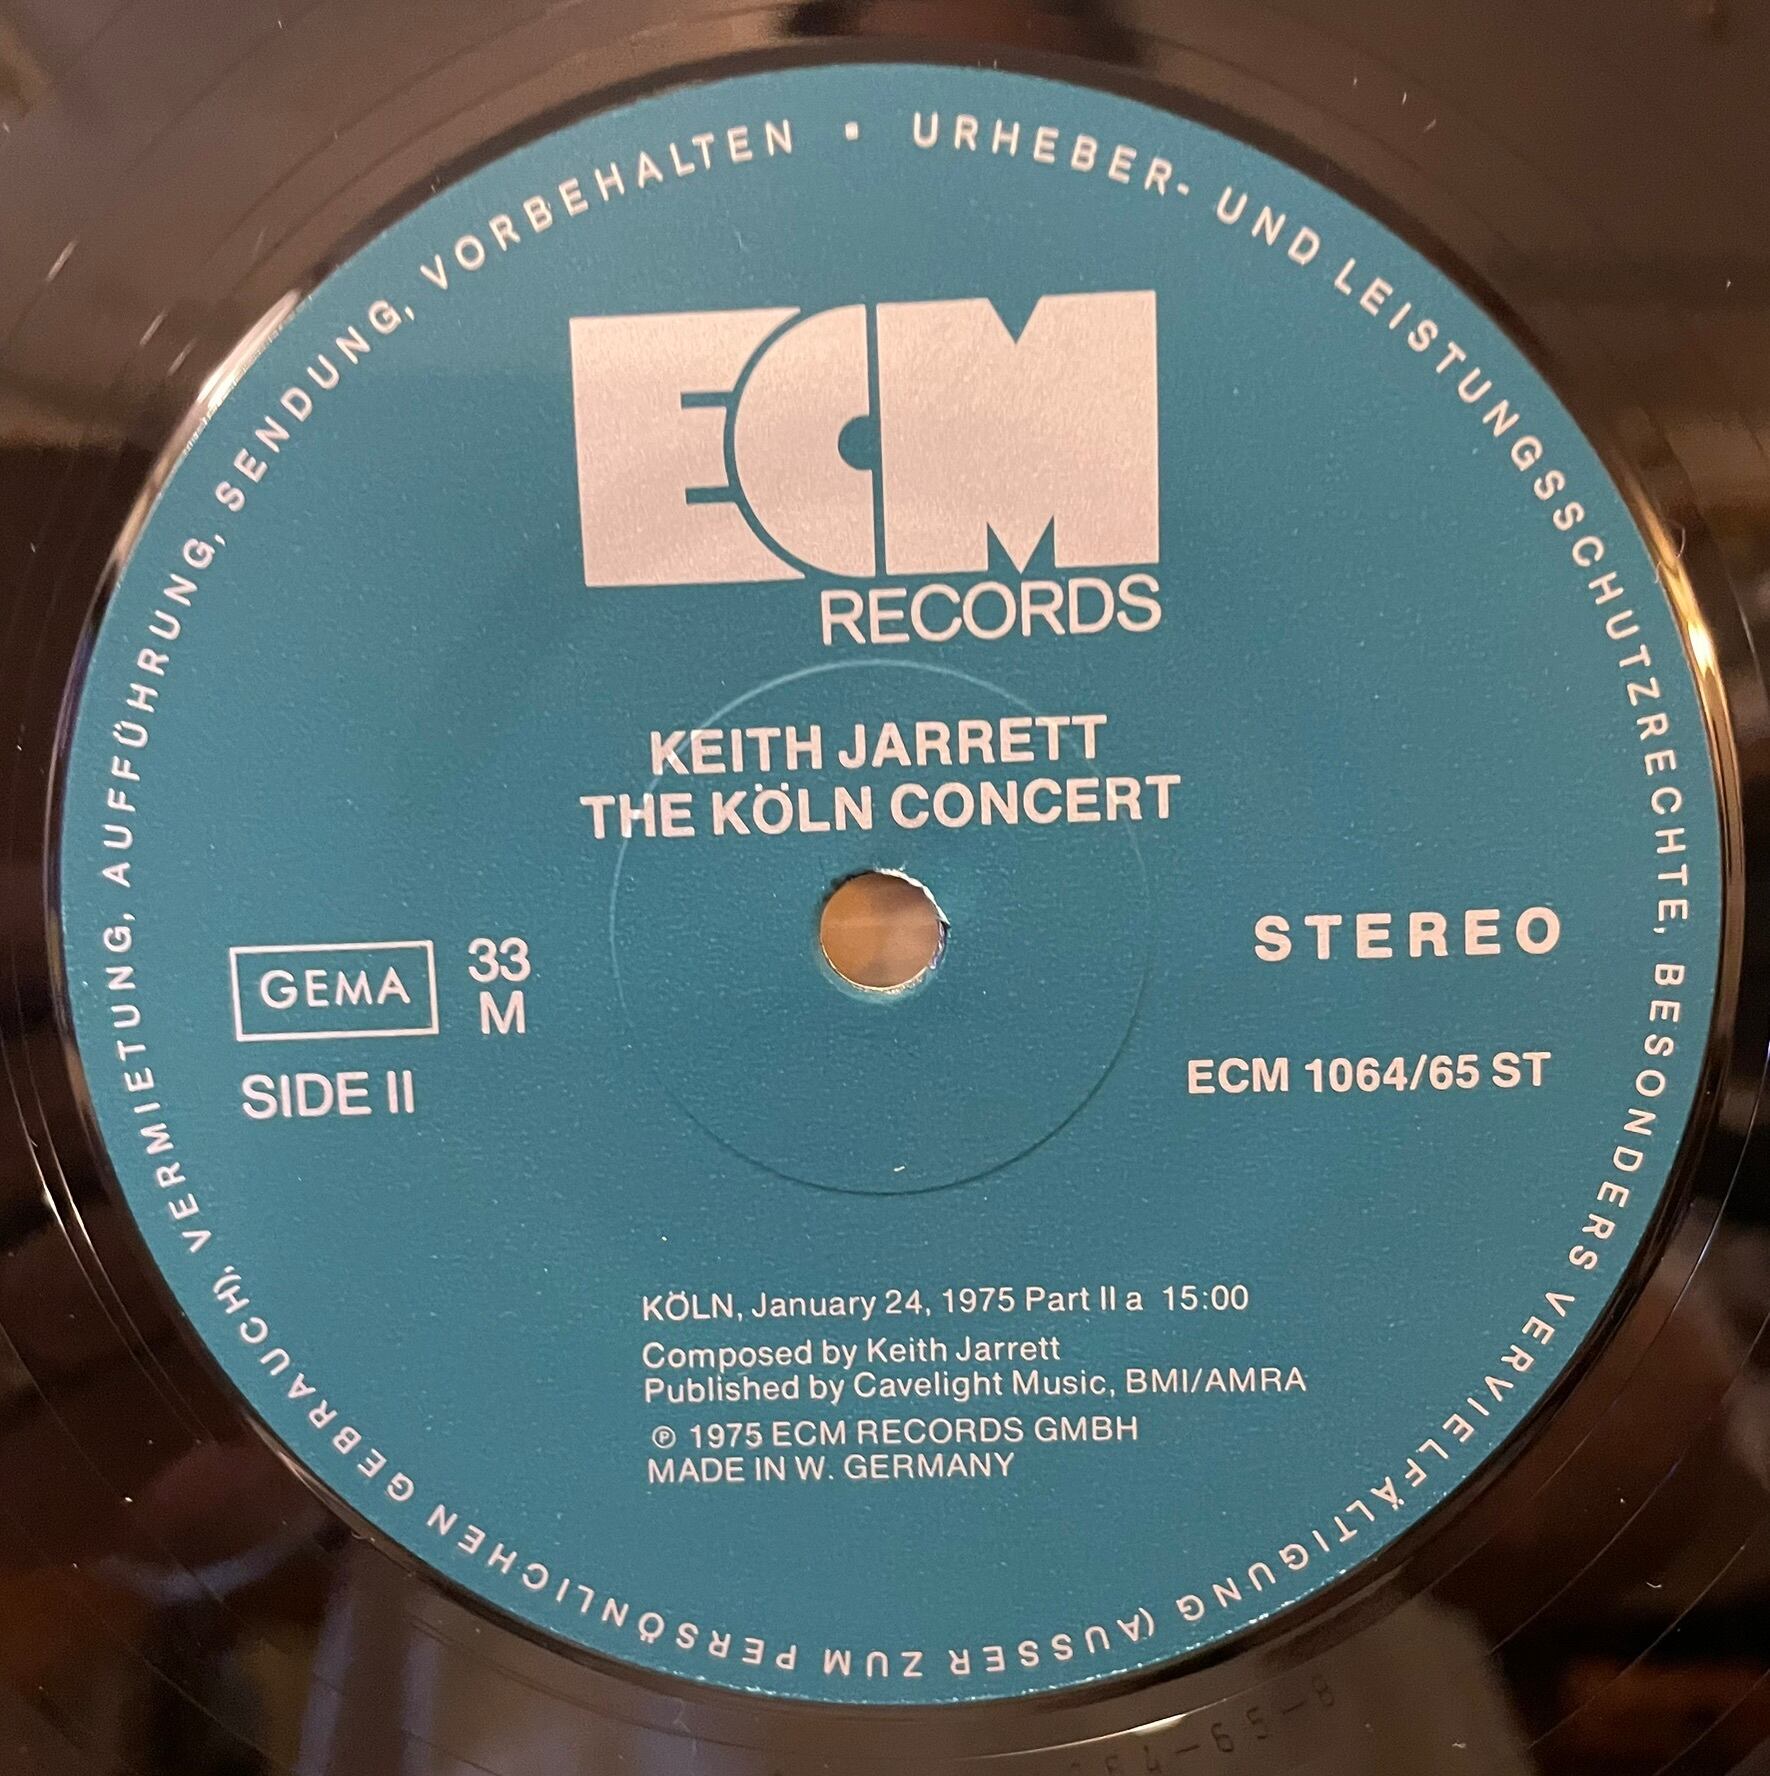 URHEBER- UND LEISTUNGSSCHUTZRECHTE, BESONDERS VERVIELFÄLTIGUNG (AUSSER ZUM PERSÖNLICHEN GEBRAUCH), VERMIETUNG, AUFFÜHRUNG, SENDUNG, VORBEHALTEN ▪
ECM
RECORDS
KEITH JARRETT
THE KÖLN CONCERT
GEMA
33
M
SIDE II
STEREO
ECM 1064/65 ST
KÖLN, January 24, 1975 Part II a 15:00
Composed by Keith Jarrett
Published by Cavelight Music, BMI/AMRA
℗ 1975 ECM RECORDS GMBH
MADE IN W. GERMANY
64-65-B